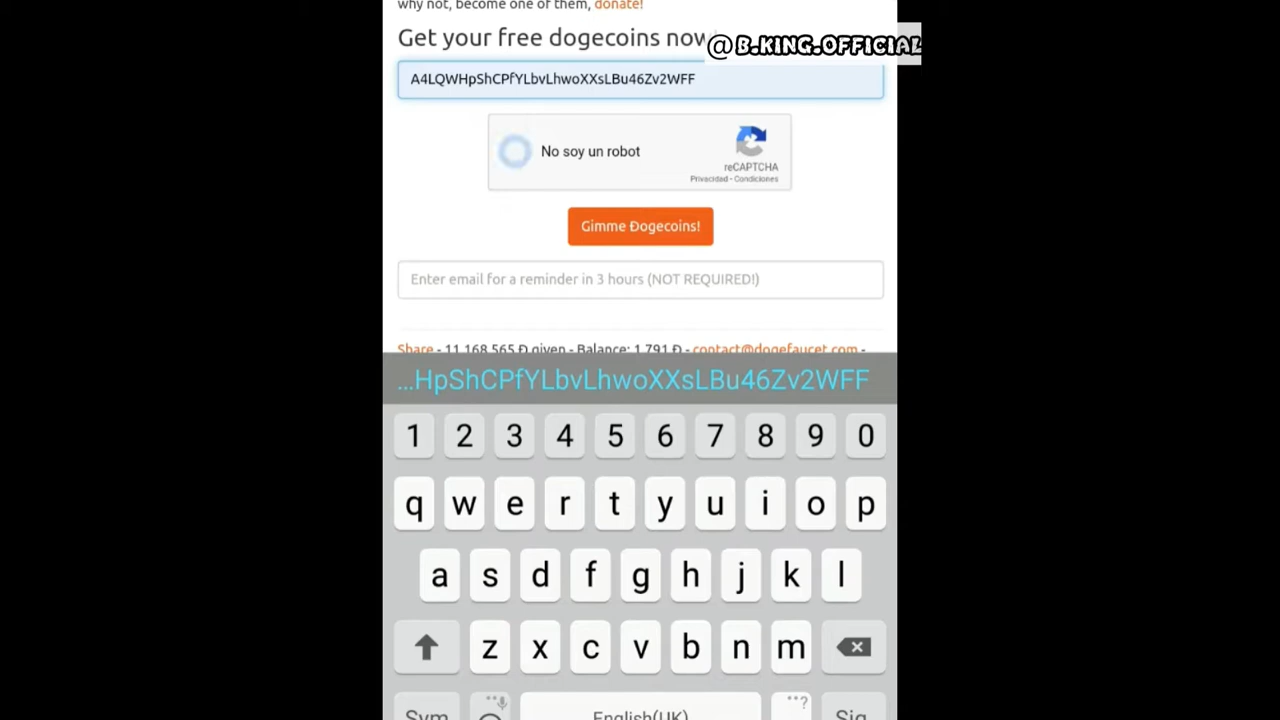 why not, become one of them, donate!
Get your free dogecoins now
@B.KING.OFFICIAL
A4LQWHpShCPfYLbvLhwoXXsLBu46Zv2WFF
No soy un robot
reCAPTCHA
Privacidad - Condiciones
Gimme Ðogecoins!
Enter email for a reminder in 3 hours (NOT REQUIRED!)
Share - 11,168,565 Ð given - Balance: 1,791 Ð - contact@dogefaucet.com -
...HpShCPfYLbvLhwoXXsLBu46Zv2WFF
1 2 3 4 5 6 7 8 9 0
q w e r t y u i o p
a s d f g h j k l
z x c v b n m
Sym English(UK) ? Sig